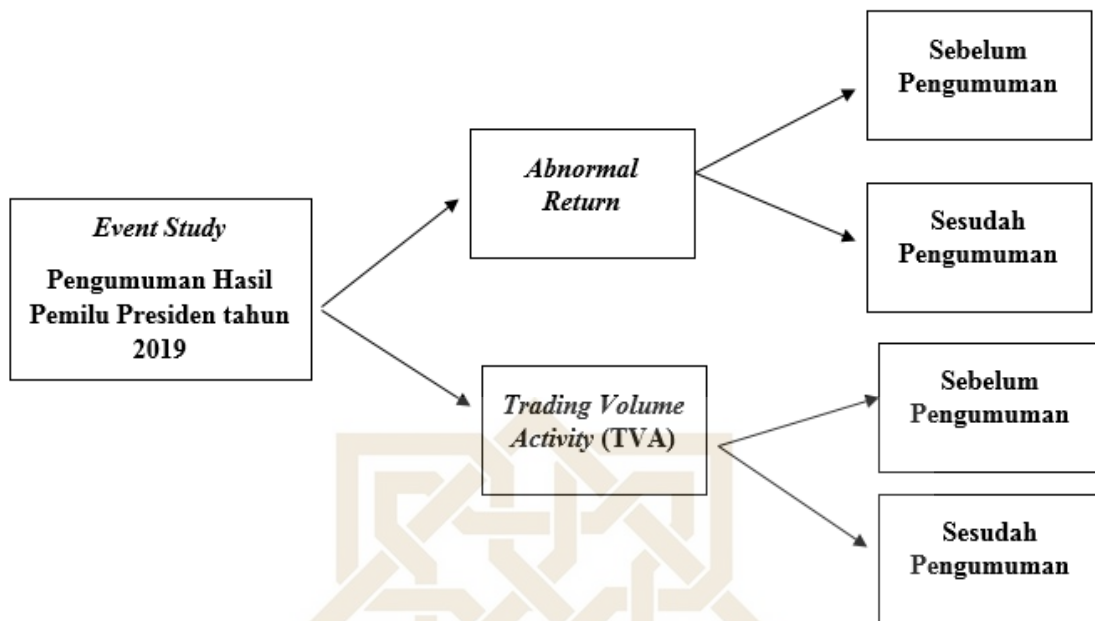 Event Study
Pengumuman Hasil
Pemilu Presiden tahun
2019
Abnormal
Return
Sebelum
Pengumuman
Sesudah
Pengumuman
Trading Volume
Activity (TVA)
Sebelum
Pengumuman
Sesudah
Pengumuman